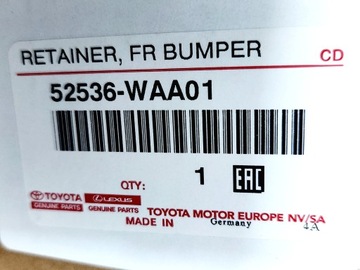 RETAINER, FR BUMPER CD
52536-WAA01
QTY: 1 EAC
TOYOTA LEXUS
GENUINE PARTS GENUINE PARTS TOYOTA MOTOR EUROPE NV/SA
MADE IN Germany 4A